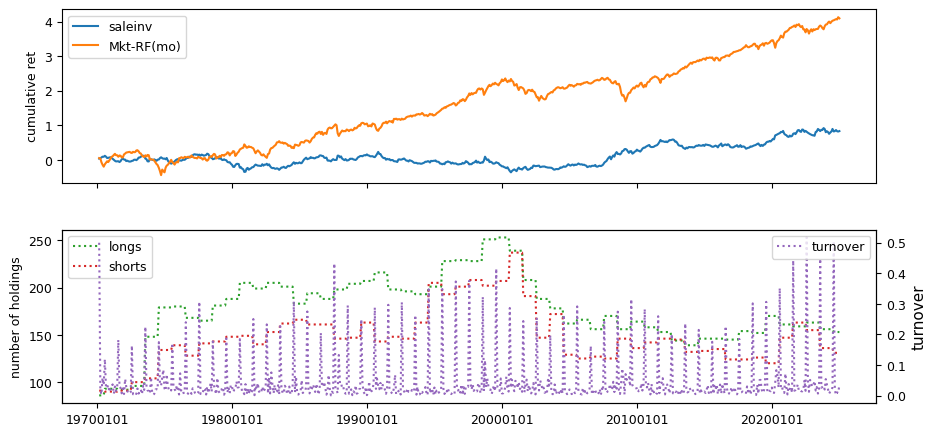 4
3
2
1
0
cumulative ret
saleinv
Mkt-RF(mo)
250
200
150
100
number of holdings
longs
shorts
turnover
0.5
0.4
0.3
0.2
0.1
0.0
turnover
19700101 19800101 19900101 20000101 20100101 20200101